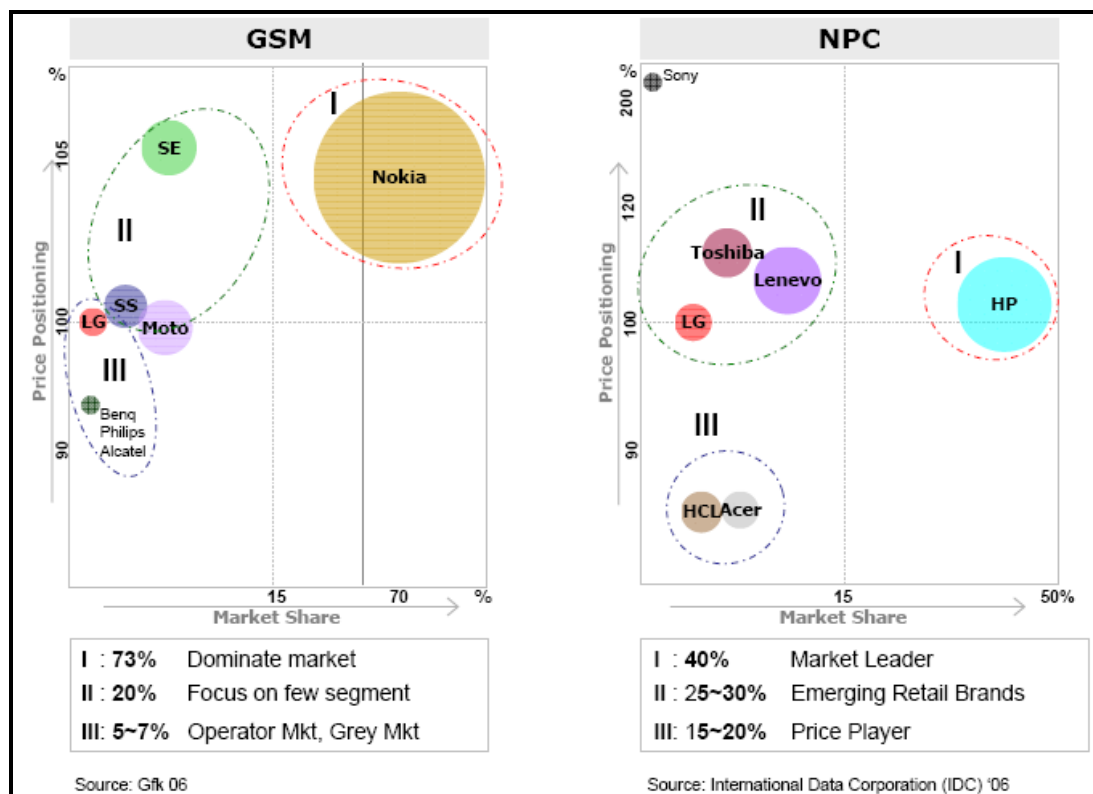 GSM
%
I
SE
105
Nokia
II
Price Positioning
SS
LG
Moto
100
III
Benq
Philips
Alcatel
90
15
70
%
Market Share
I : 73% Dominate market
II : 20% Focus on few segment
III: 5~7% Operator Mkt, Grey Mkt
Source: Gfk 06
NPC
%
Sony
200
120
II
Toshiba
I
Lenevo
HP
Price Positioning
LG
100
III
90
HCL
Acer
15
50%
Market Share
I : 40% Market Leader
II : 25~30% Emerging Retail Brands
III: 15~20% Price Player
Source: International Data Corporation (IDC) ‘06